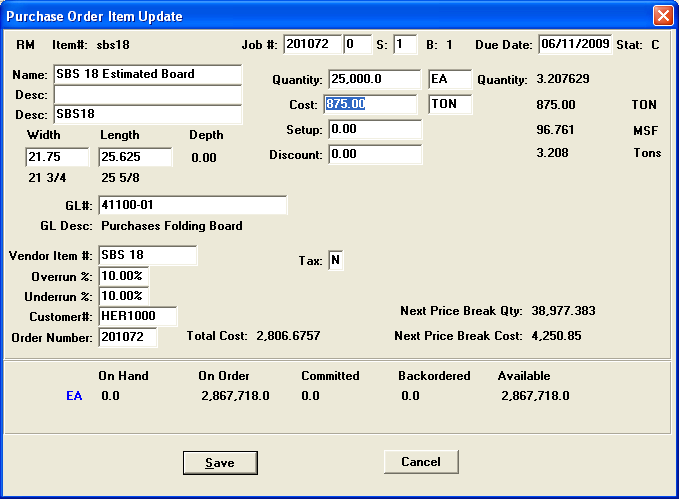 Purchase Order Item Update
RM Item#: sbs18 Job #: 201072 0 S: 1 B: 1 Due Date: 06/11/2009 Stat: C
Name: SBS 18 Estimated Board Quantity: 25,000.0 EA Quantity: 3.207629
Desc: Cost: 875.00 TON 875.00 TON
Desc: SBS18 Setup: 0.00 96.761 MSF
Width Length Depth Discount: 0.00 3.208 Tons
21.75 25.625 0.00
21 3/4 25 5/8
GL#: 41100-01
GL Desc: Purchases Folding Board
Vendor Item #: SBS 18 Tax: N
Overrun %: 10.00%
Underrun %: 10.00%
Customer#: HER1000 Next Price Break Qty: 38,977.383
Order Number: 201072 Total Cost: 2,806.6757 Next Price Break Cost: 4,250.85
On Hand On Order Committed Backordered Available
EA 0.0 2,867,718.0 0.0 0.0 2,867,718.0
Save Cancel